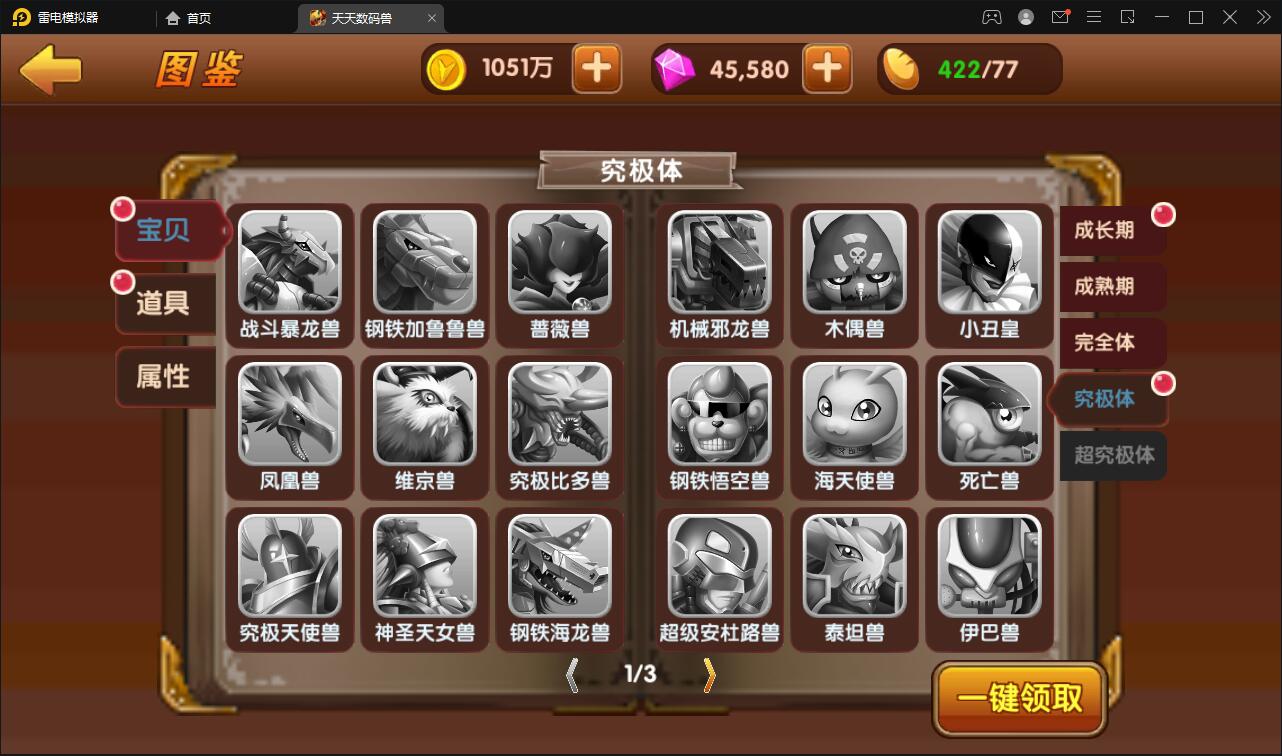 雷电模拟器
首页
天天数码兽
图鉴
1051万
45,580
422/77
究极体
宝贝
道具
属性
战斗暴龙兽
钢铁加鲁鲁兽
蔷薇兽
机械邪龙兽
木偶兽
小丑皇
凤凰兽
维京兽
究极比多兽
钢铁悟空兽
海天使兽
死亡兽
究极天使兽
神圣天女兽
钢铁海龙兽
超级安杜路兽
泰坦兽
伊巴兽
成长期
成熟期
完全体
究极体
超究极体
1/3
一键领取